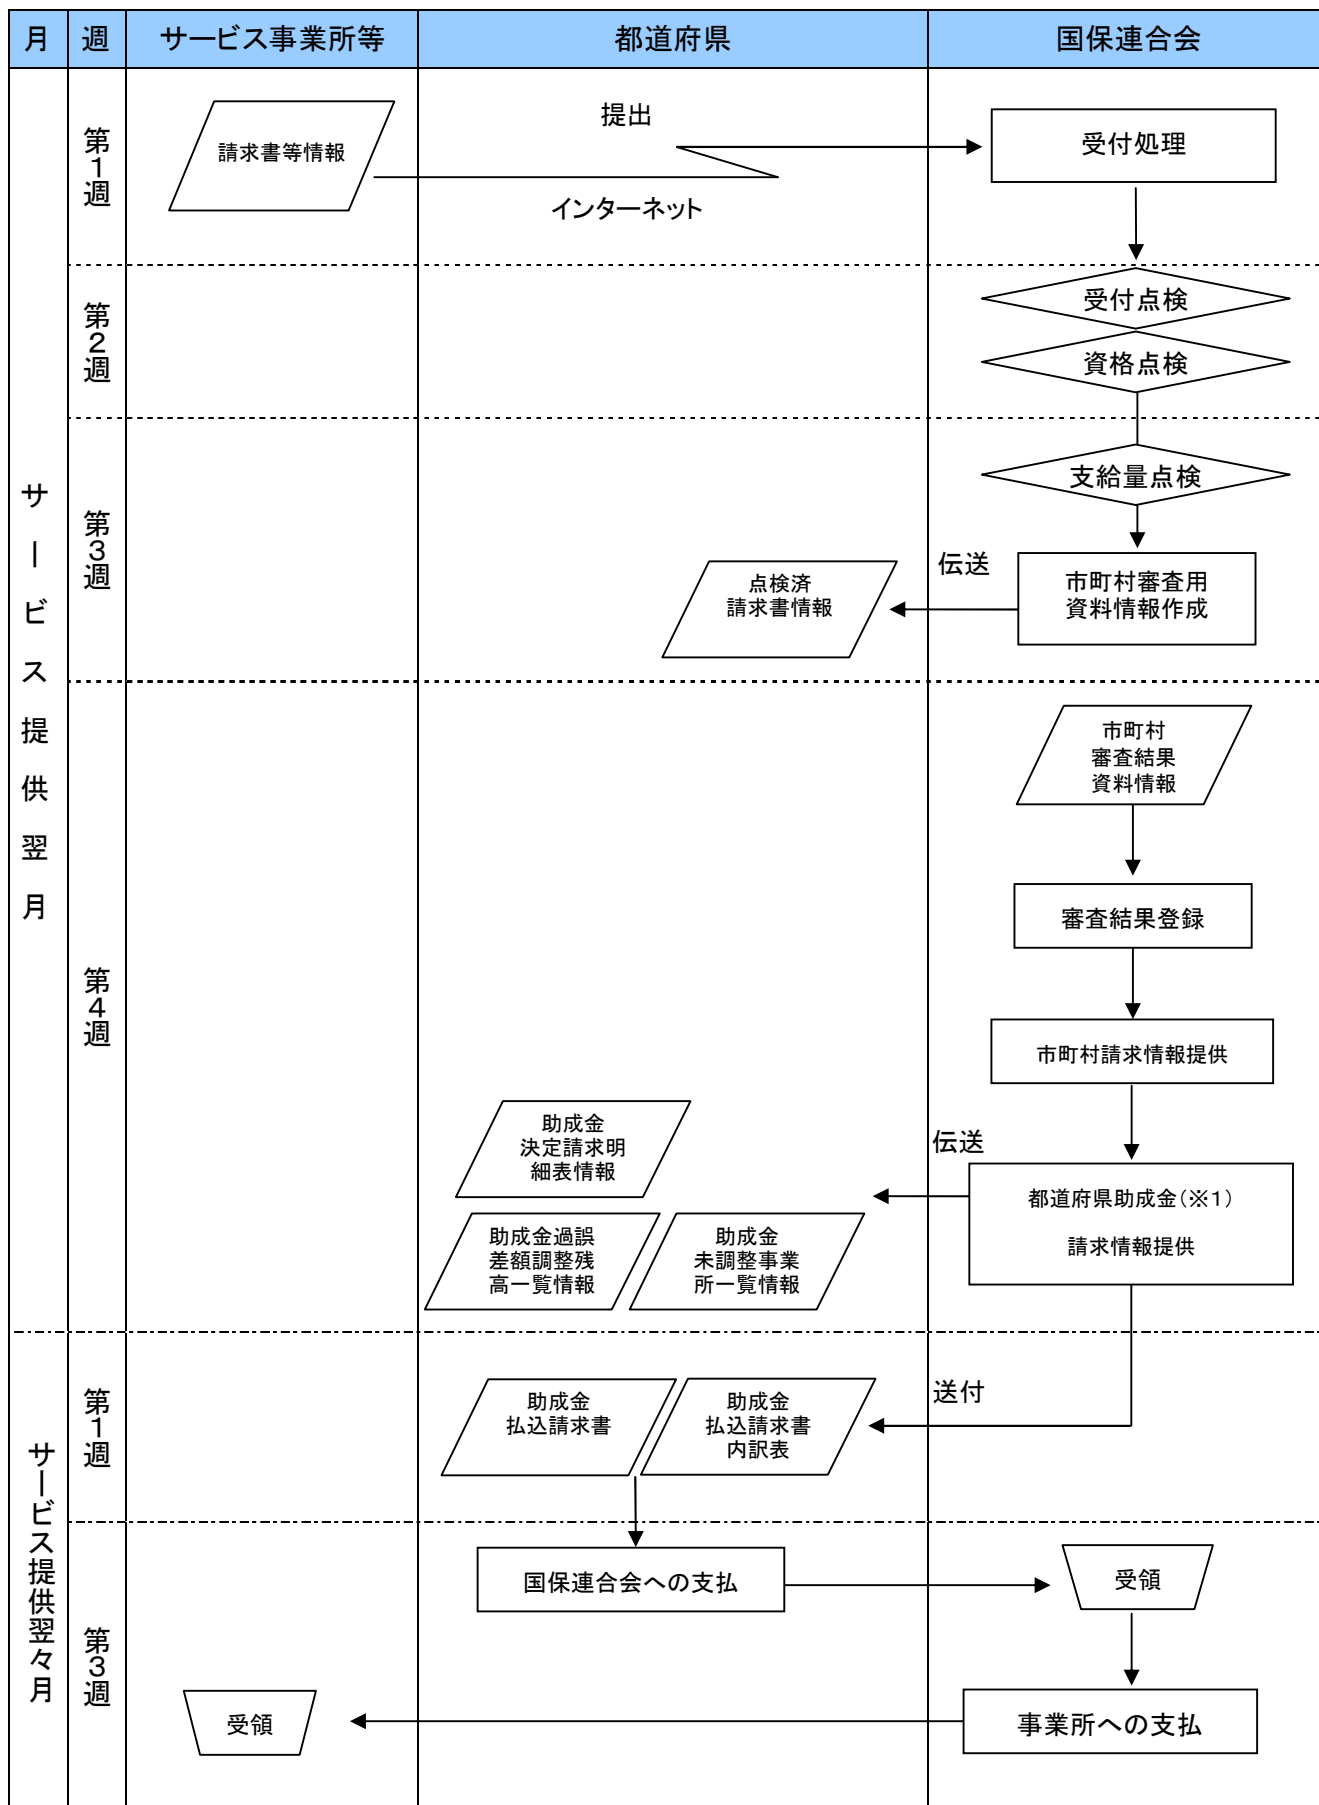 月
週
サービス事業所等
都道府県
国保連合会
サービス提供翌月
第1週
請求書等情報
提出
インターネット
受付処理
第2週
受付点検
資格点検
第3週
支給量点検
伝送
点検済
請求書情報
市町村審査用
資料情報作成
第4週
市町村
審査結果
資料情報
審査結果登録
市町村請求情報提供
伝送
助成金
決定請求明
細表情報
都道府県助成金(※1)
請求情報提供
助成金過誤
差額調整残
高一覧情報
助成金
未調整事業
所一覧情報
サービス提供翌々月
第1週
送付
助成金
払込請求書
助成金
払込請求書
内訳表
第3週
国保連合会への支払
受領
受領
事業所への支払